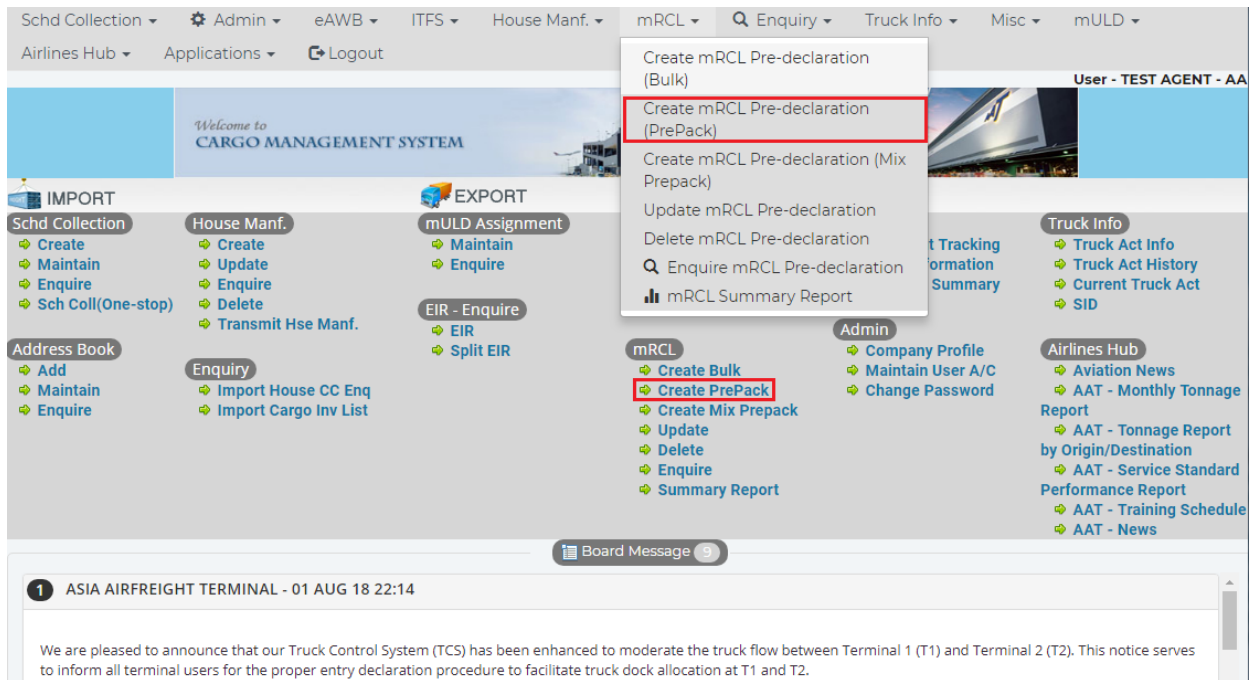 Schd Collection
Admin
eAWB
ITFS
House Manf.
mRCL
Enquiry
Truck Info
Misc
mULD
Airlines Hub
Applications
Logout
Create mRCL Pre-declaration
(Bulk)
Create mRCL Pre-declaration
(PrePack)
Create mRCL Pre-declaration (Mix
Prepack)
Update mRCL Pre-declaration
Delete mRCL Pre-declaration
Enquire mRCL Pre-declaration
mRCL Summary Report
User - TEST AGENT - AA
Welcome to
CARGO MANAGEMENT SYSTEM
IMPORT
Schd Collection
Create
Maintain
Enquire
Sch Coll(One-stop)
Address Book
Add
Maintain
Enquire
House Manf.
Create
Update
Enquire
Delete
Transmit Hse Manf.
Enquiry
Import House CC Enq
Import Cargo Inv List
EXPORT
mULD Assignment
Maintain
Enquire
EIR - Enquire
EIR
Split EIR
mRCL
Create Bulk
Create PrePack
Create Mix Prepack
Update
Delete
Enquire
Summary Report
t Tracking
ormation
Summary
Admin
Company Profile
Maintain User A/C
Change Password
Truck Info
Truck Act Info
Truck Act History
Current Truck Act
SID
Airlines Hub
Aviation News
AAT - Monthly Tonnage
Report
AAT - Tonnage Report
by Origin/Destination
AAT - Service Standard
Performance Report
AAT - Training Schedule
AAT - News
Board Message 9
1 ASIA AIRFREIGHT TERMINAL - 01 AUG 18 22:14
We are pleased to announce that our Truck Control System (TCS) has been enhanced to moderate the truck flow between Terminal 1 (T1) and Terminal 2 (T2). This notice serves
to inform all terminal users for the proper entry declaration procedure to facilitate truck dock allocation at T1 and T2.